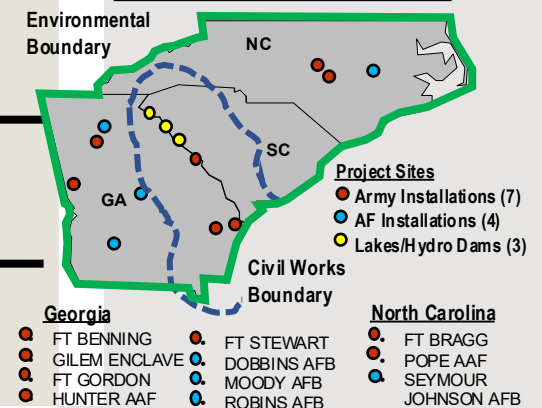 Environmental
Boundary
NC
SC
GA
Project Sites
Army Installations (7)
AF Installations (4)
Lakes/Hydro Dams (3)
Civil Works
Boundary
Georgia
FT BENNING
GILEM ENCLAVE
FT GORDON
HUNTER AAF
FT STEWART
DOBBINS AFB
MOODY AFB
ROBINS AFB
North Carolina
FT BRAGG
POPE AAF
SEYMOUR
JOHNSON AFB